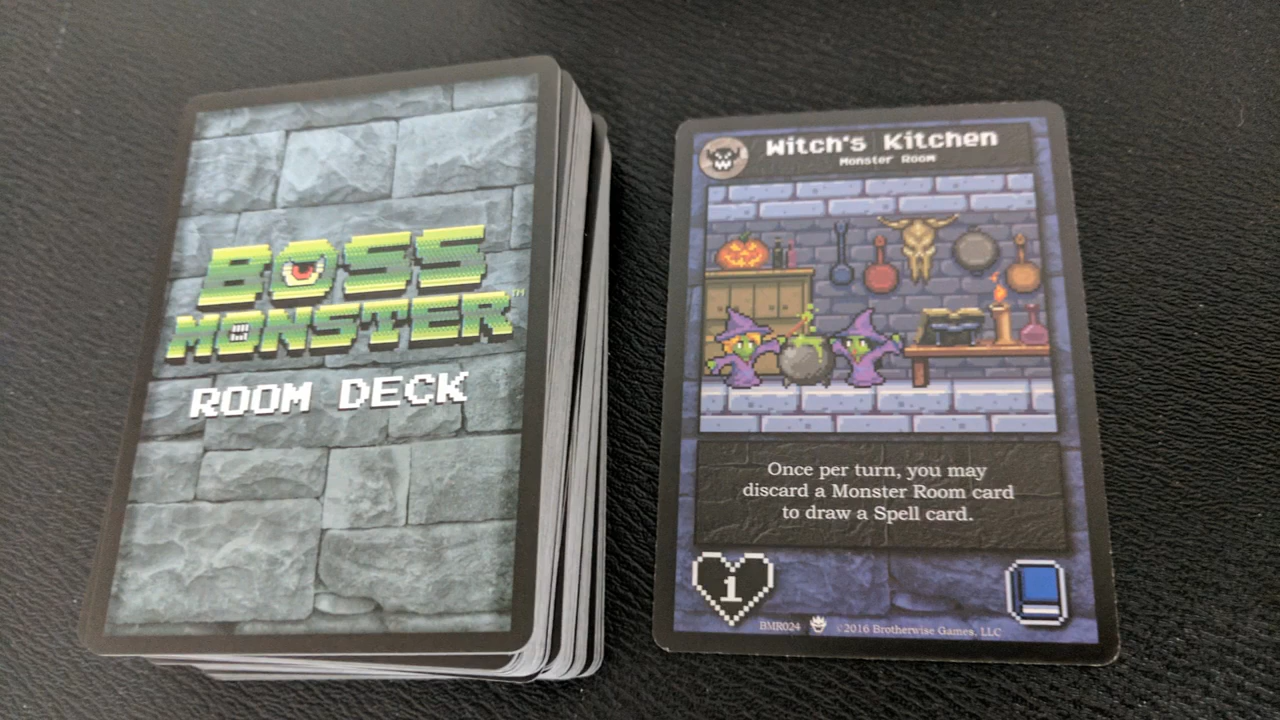 BOSS
MONSTER™
ROOM DECK
Witch's Kitchen
Monster Room
Once per turn, you may
discard a Monster Room card
to draw a Spell card.
1
BMR024 ©2016 Brotherwise Games, LLC